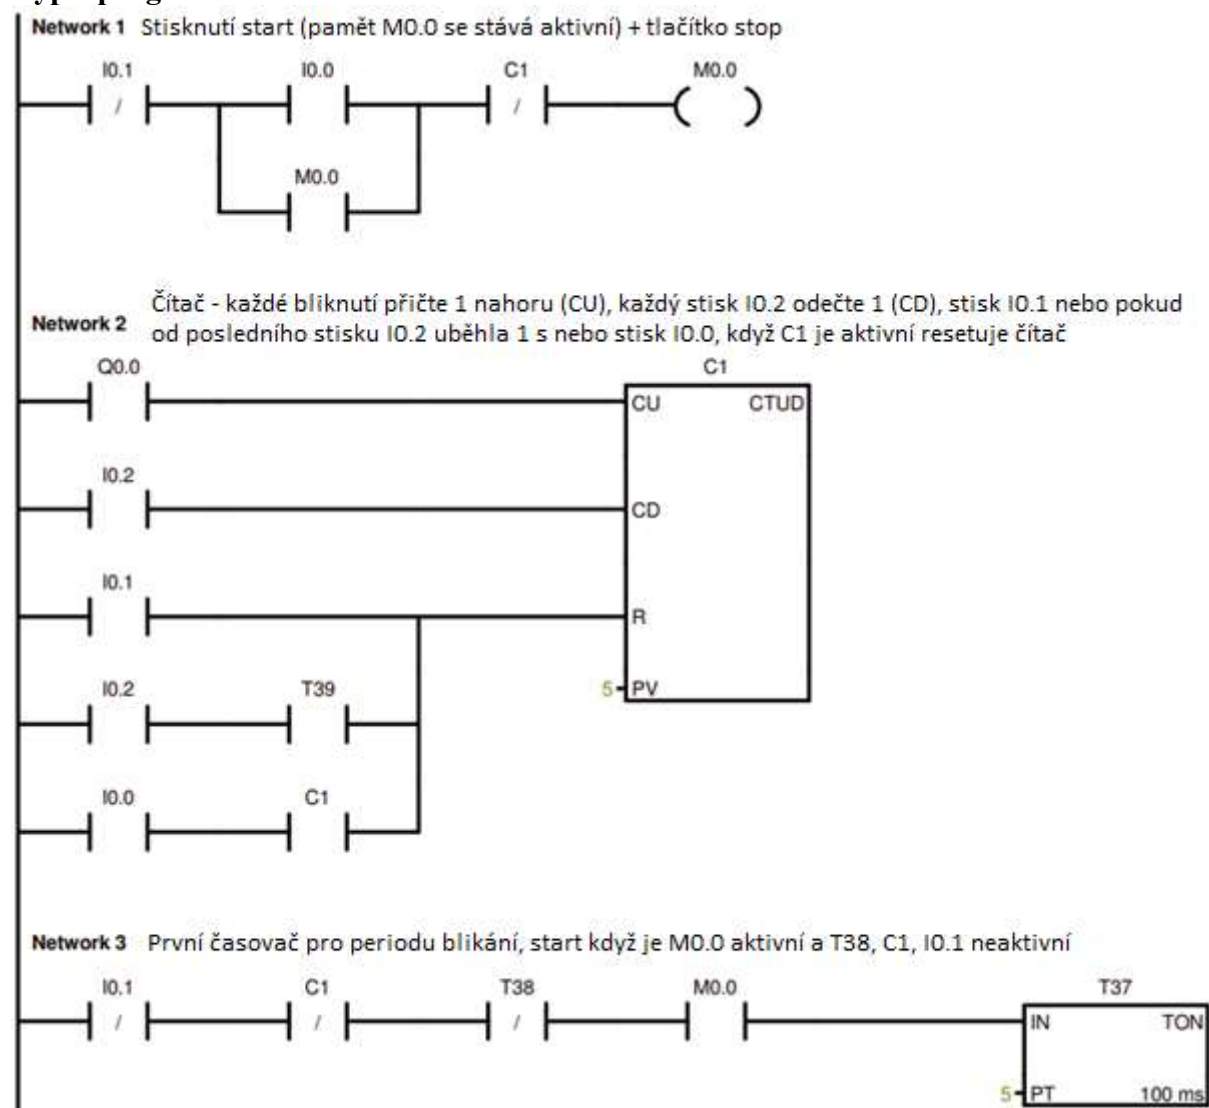 Network 1 Stisknutí start (pamět M0.0 se stává aktivní) + tlačítko stop
I0.1 I0.0 C1 M0.0
/ /
M0.0
Network 2 Čítač - každé bliknutí přičte 1 nahoru (CU), každý stisk I0.2 odečte 1 (CD), stisk I0.1 nebo pokud
od posledního stisku I0.2 uběhla 1 s nebo stisk I0.0, když C1 je aktivní resetuje čítač
Q0.0 C1
CU CTUD
I0.2
CD
I0.1
R
I0.2 T39
5 PV
I0.0 C1
Network 3 První časovač pro periodu blikání, start když je M0.0 aktivní a T38, C1, I0.1 neaktivní
I0.1 C1 T38 M0.0 T37
/ / / IN TON
5 PT 100 ms